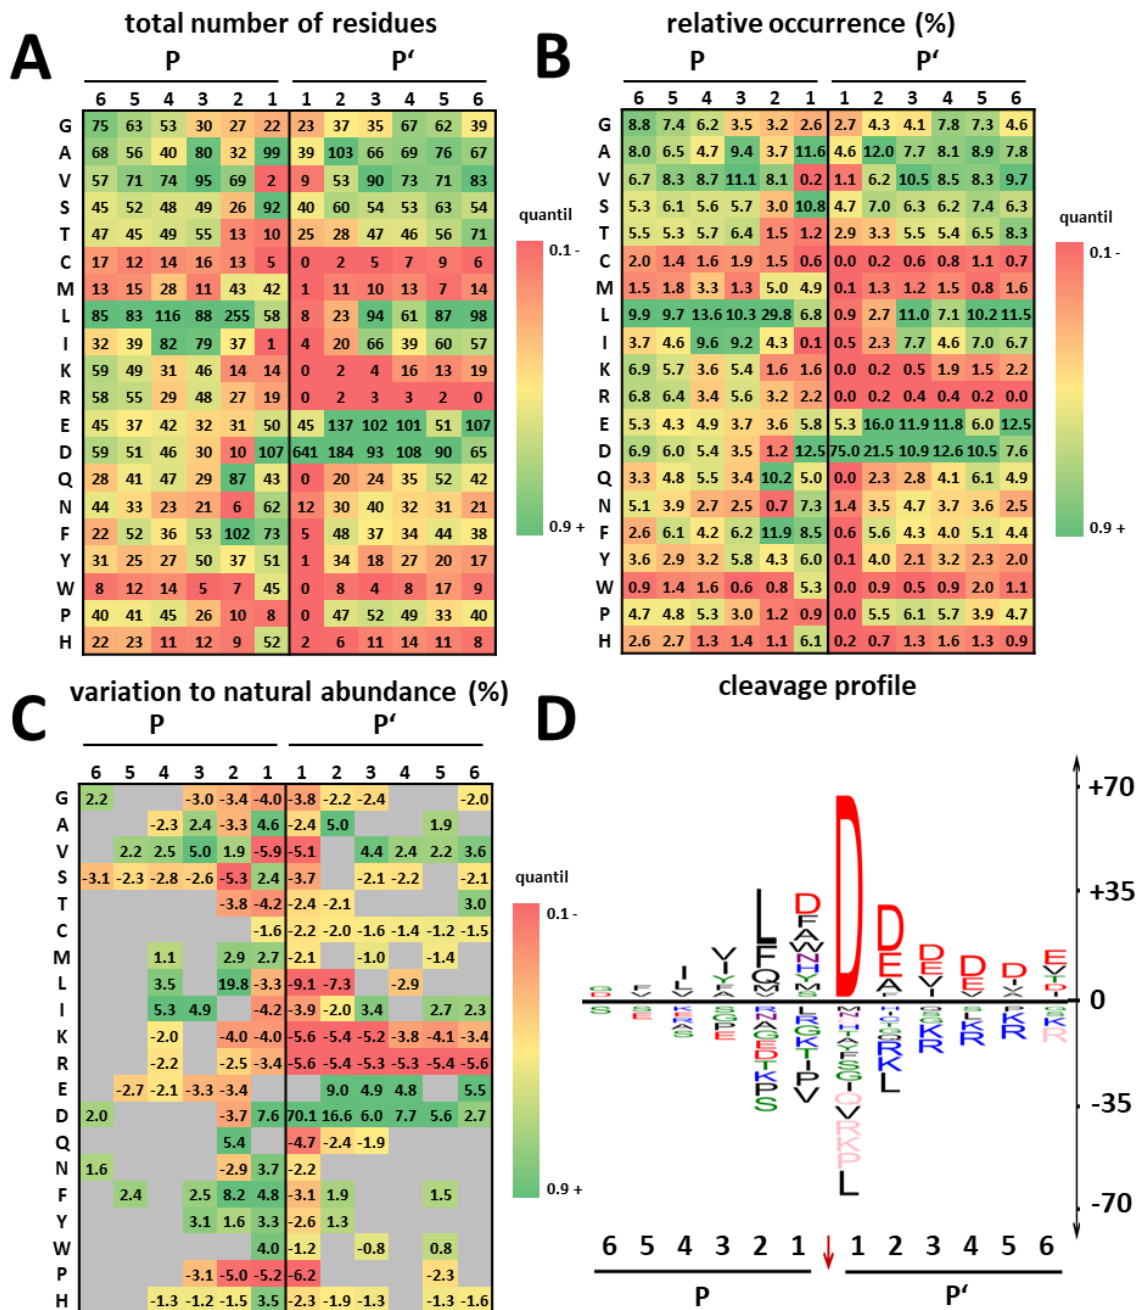 A
total number of residues
P P‘
6 5 4 3 2 1 1 2 3 4 5 6
G 75 63 53 30 27 22 23 37 35 67 62 39
A 68 56 40 80 32 99 39 103 66 69 76 67
V 57 71 74 95 69 2 9 53 90 73 71 83
S 45 52 48 49 26 92 40 60 54 53 63 54
T 47 45 49 55 13 10 25 28 47 46 56 71
C 17 12 14 16 13 5 0 2 5 7 9 6
M 13 15 28 11 43 42 1 11 10 13 7 14
L 85 83 116 88 255 58 8 23 94 61 87 98
I 32 39 82 79 37 1 4 20 66 39 60 57
K 59 49 31 46 14 14 0 2 4 16 13 19
R 58 55 29 48 27 19 0 2 3 3 2 0
E 45 37 42 32 31 50 45 137 102 101 51 107
D 59 51 46 30 10 107 641 184 93 108 90 65
Q 28 41 47 29 87 43 0 20 24 35 52 42
N 44 33 23 21 6 62 12 30 40 32 31 21
F 22 52 36 53 102 73 5 48 37 34 44 38
Y 31 25 27 50 37 51 1 34 18 27 20 17
W 8 12 14 5 7 45 0 8 4 8 17 9
P 40 41 45 26 10 8 0 47 52 49 33 40
H 22 23 11 12 9 52 2 6 11 14 11 8
quantil
0.1 -
0.9 +
B
relative occurrence (%)
P P‘
6 5 4 3 2 1 1 2 3 4 5 6
G 8.8 7.4 6.2 3.5 3.2 2.6 2.7 4.3 4.1 7.8 7.3 4.6
A 8.0 6.5 4.7 9.4 3.7 11.6 4.6 12.0 7.7 8.1 8.9 7.8
V 6.7 8.3 8.7 11.1 8.1 0.2 1.1 6.2 10.5 8.5 8.3 9.7
S 5.3 6.1 5.6 5.7 3.0 10.8 4.7 7.0 6.3 6.2 7.4 6.3
T 5.5 5.3 5.7 6.4 1.5 1.2 2.9 3.3 5.5 5.4 6.5 8.3
C 2.0 1.4 1.6 1.9 1.5 0.6 0.0 0.2 0.6 0.8 1.1 0.7
M 1.5 1.8 3.3 1.3 5.0 4.9 0.1 1.3 1.2 1.5 0.8 1.6
L 9.9 9.7 13.6 10.3 29.8 6.8 0.9 2.7 11.0 7.1 10.2 11.5
I 3.7 4.6 9.6 9.2 4.3 0.1 0.5 2.3 7.7 4.6 7.0 6.7
K 6.9 5.7 3.6 5.4 1.6 1.6 0.0 0.2 0.5 1.9 1.5 2.2
R 6.8 6.4 3.4 5.6 3.2 2.2 0.0 0.2 0.4 0.4 0.2 0.0
E 5.3 4.3 4.9 3.7 3.6 5.8 5.3 16.0 11.9 11.8 6.0 12.5
D 6.9 6.0 5.4 3.5 1.2 12.5 75.0 21.5 10.9 12.6 10.5 7.6
Q 3.3 4.8 5.5 3.4 10.2 5.0 0.0 2.3 2.8 4.1 6.1 4.9
N 5.1 3.9 2.7 2.5 0.7 7.3 1.4 3.5 4.7 3.7 3.6 2.5
F 2.6 6.1 4.2 6.2 11.9 8.5 0.6 5.6 4.3 4.0 5.1 4.4
Y 3.6 2.9 3.2 5.8 4.3 6.0 0.1 4.0 2.1 3.2 2.3 2.0
W 0.9 1.4 1.6 0.6 0.8 5.3 0.0 0.9 0.5 0.9 2.0 1.1
P 4.7 4.8 5.3 3.0 1.2 0.9 0.0 5.5 6.1 5.7 3.9 4.7
H 2.6 2.7 1.3 1.4 1.1 6.1 0.2 0.7 1.3 1.6 1.3 0.9
quantil
0.1 -
0.9 +
C
variation to natural abundance (%)
P P‘
6 5 4 3 2 1 1 2 3 4 5 6
G 2.2 -3.0 -3.4 -4.0 -3.8 -2.2 -2.4 -2.0
A -2.3 2.4 -3.3 4.6 -2.4 5.0 1.9
V 2.2 2.5 5.0 1.9 -5.9 -5.1 4.4 2.4 2.2 3.6
S -3.1 -2.3 -2.8 -2.6 -5.3 2.4 -3.7 -2.1 -2.2 -2.1
T -3.8 -4.2 -2.4 -2.1 3.0
C -1.6 -2.2 -2.0 -1.6 -1.4 -1.2 -1.5
M 1.1 2.9 2.7 -2.1 -1.0 -1.4
L 3.5 19.8 -3.3 -9.1 -7.3 -2.9
I 5.3 4.9 -4.2 -3.9 -2.0 3.4 2.7 2.3
K -2.0 -4.0 -4.0 -5.6 -5.4 -5.2 -3.8 -4.1 -3.4
R -2.2 -2.5 -3.4 -5.6 -5.4 -5.3 -5.3 -5.4 -5.6
E -2.7 -2.1 -3.3 -3.4 9.0 4.9 4.8 5.5
D 2.0 -3.7 7.6 70.1 16.6 6.0 7.7 5.6 2.7
Q 5.4 -4.7 -2.4 -1.9
N 1.6 -2.9 3.7 -2.2
F 2.4 2.5 8.2 4.8 -3.1 1.9 1.5
Y 3.1 1.6 3.3 -2.6 1.3
W 4.0 -1.2 -0.8 0.8
P -3.1 -5.0 -5.2 -6.2 -2.3
H -1.3 -1.2 -1.5 3.5 -2.3 -1.9 -1.3 -1.3 -1.6
quantil
0.1 -
0.9 +
D
cleavage profile
+70
+35
0
-35
-70
L D D D D D D E
F F E E E V
Q A A V
S E
K R K R K R K R
L
6 5 4 3 2 1 1 2 3 4 5 6
P P‘